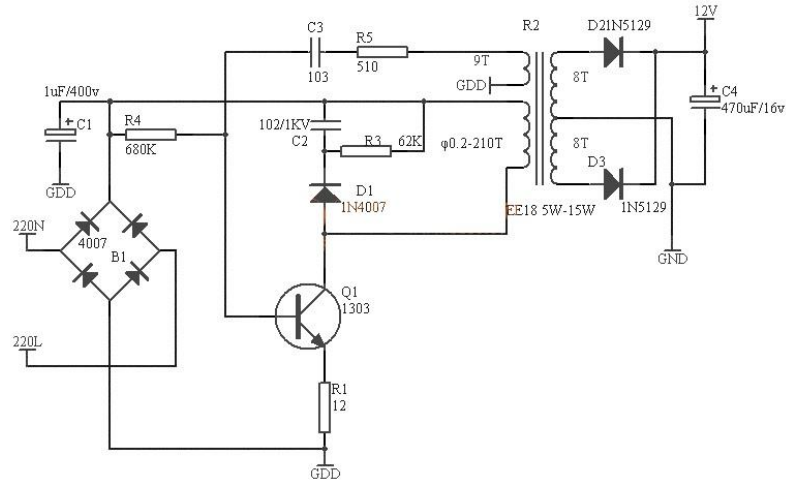 12V
C3
R2
D21N5129
R5
103
510
9T
8T
GDD
1uF/400v
C4
470uF/16v
R4
C1
102/1KV
C2
R3
62K
φ0.2-210T
8T
680K
D3
GDD
D1
1N4007
EE18 5W-15W
1N5129
220N
4007
B1
GND
Q1
1303
220L
R1
12
GDD